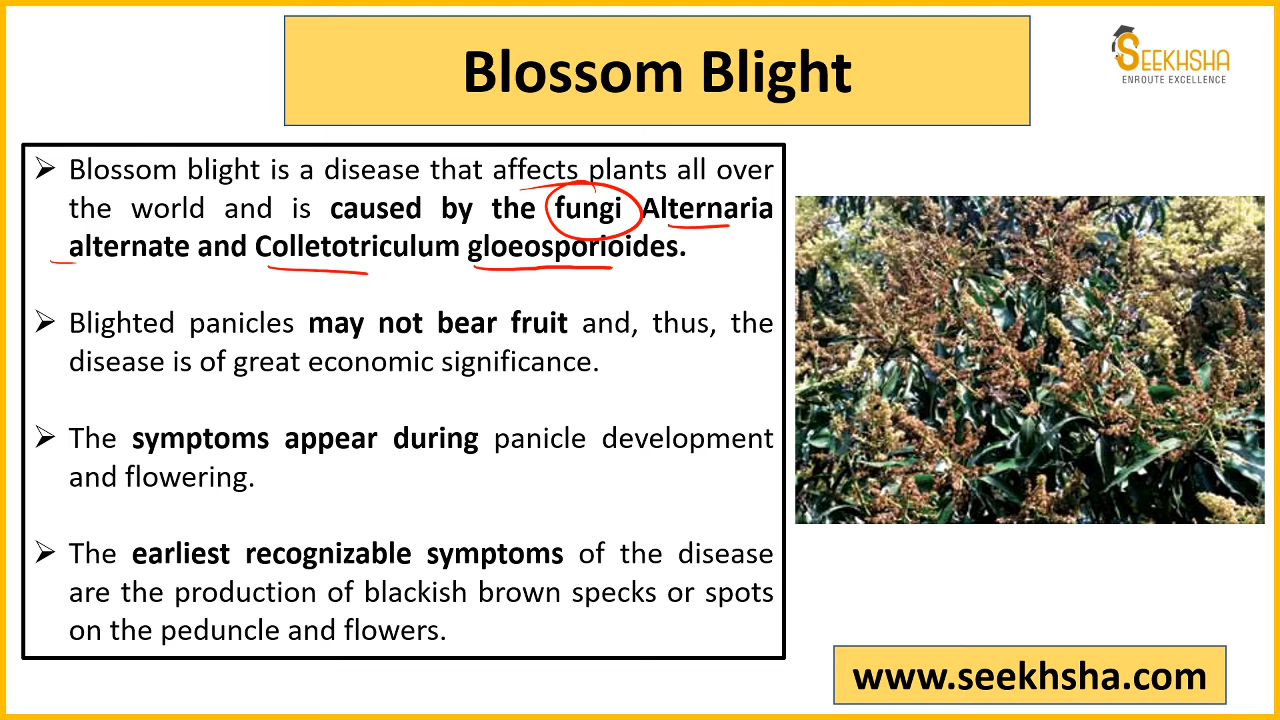 Blossom Blight
SEEKHSHA
ENROUTE EXCELLENCE
➢ Blossom blight is a disease that affects plants all over
the world and is caused by the fungi Alternaria
alternate and Colletotriculum gloeosporioides.
➢ Blighted panicles may not bear fruit and, thus, the
disease is of great economic significance.
➢ The symptoms appear during panicle development
and flowering.
➢ The earliest recognizable symptoms of the disease
are the production of blackish brown specks or spots
on the peduncle and flowers.
www.seekhsha.com